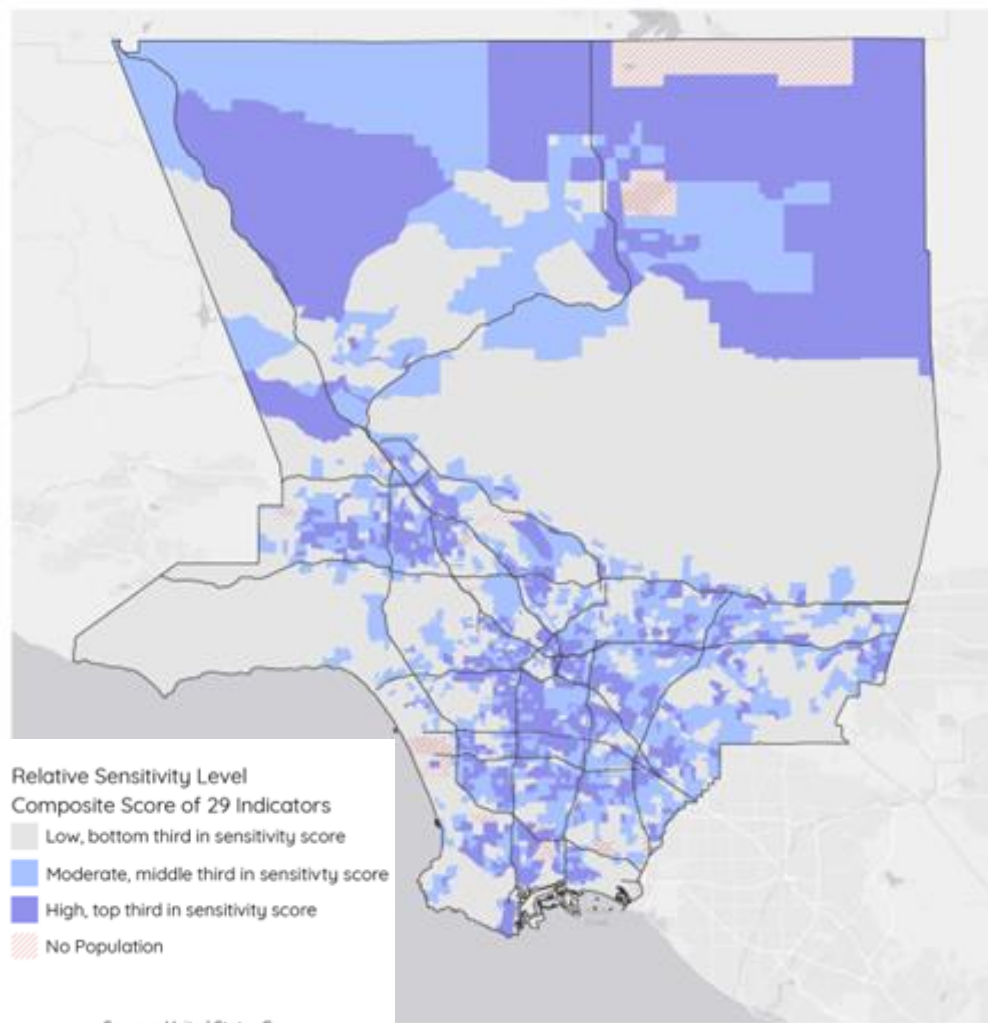 Relative Sensitivity Level
Composite Score of 29 Indicators
Low, bottom third in sensitivity score
Moderate, middle third in sensitivty score
High, top third in sensitivity score
No Population